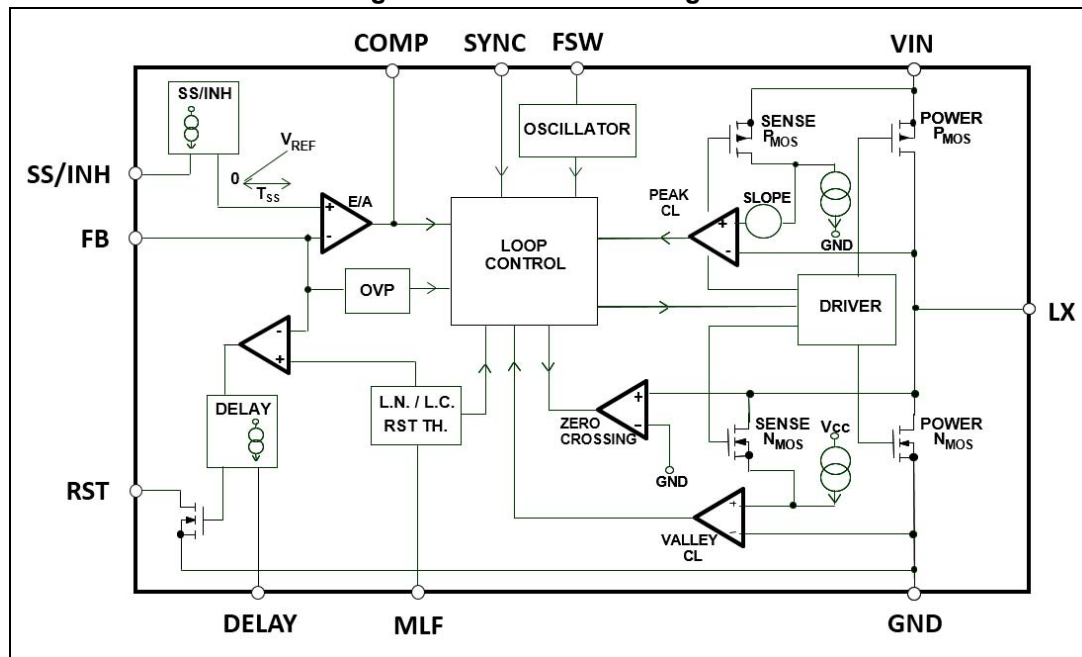 COMP SYNC FSW VIN
SS/INH
OSCILLATOR
SENSE
PMOS
POWER
PMOS
VREF
0
TSS
SS/INH
E/A
+
-
PEAK
CL
SLOPE
+
-
GND
FB
LOOP
CONTROL
OVP
DRIVER
LX
-
+
DELAY
L.N. / L.C.
RST TH.
ZERO
CROSSING
+
-
GND
SENSE
NMOS
Vcc
POWER
NMOS
RST
VALLEY
CL
+
DELAY MLF GND